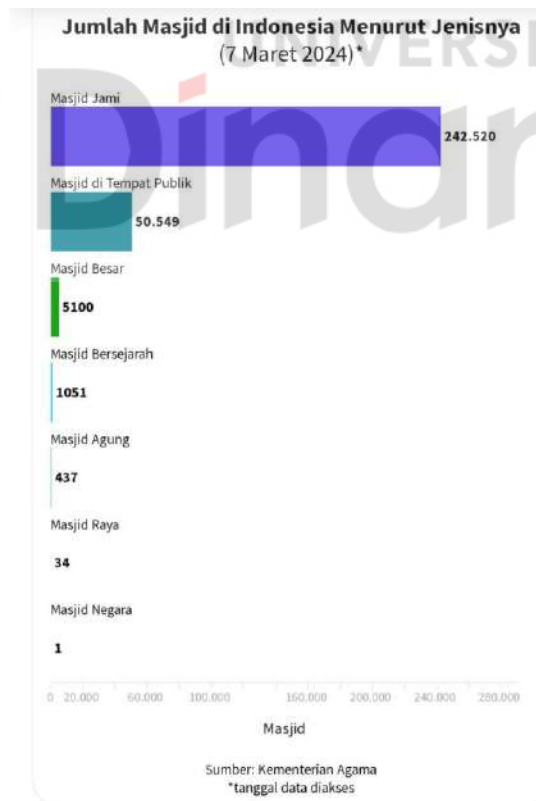 Jumlah Masjid di Indonesia Menurut Jenisnya
(7 Maret 2024)*
Masjid Jami
242.520
Masjid di Tempat Publik
50.549
Masjid Besar
5100
Masjid Bersejarah
1051
Masjid Agung
437
Masjid Raya
34
Masjid Negara
1
0 20.000 60.000 100.000 160.000 200.000 240.000 280.000
Masjid
Sumber: Kementerian Agama
*tanggal data diakses